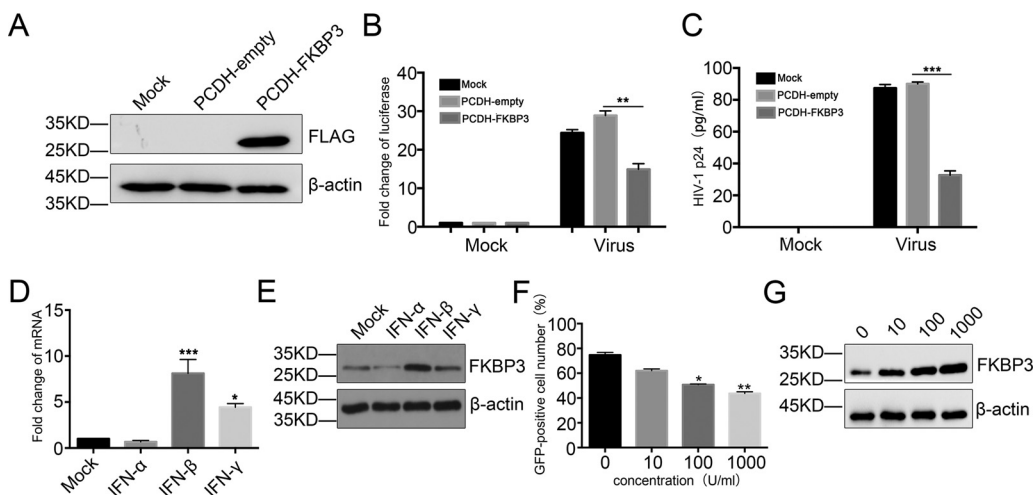 A
Mock
PCDH-empty
PCDH-FKBP3
35KD
25KD
FLAG
45KD
35KD
β-actin
B
Fold change of luciferase
40
30
20
10
0
Mock
PCDH-empty
PCDH-FKBP3
**
Mock
Virus
C
HIV-1 p24 (pg/ml)
100
80
60
40
20
0
Mock
PCDH-empty
PCDH-FKBP3
***
Mock
Virus
D
Fold change of mRNA
15
10
5
0
***
*
Mock
IFN-α
IFN-β
IFN-γ
E
Mock
IFN-α
IFN-β
IFN-γ
35KD
25KD
FKBP3
45KD
35KD
β-actin
F
GFP-positive cell number (%)
100
80
60
40
20
0
*
**
0
10
100
1000
concentration (U/ml)
G
0
10
100
1000
35KD
25KD
FKBP3
45KD
β-actin